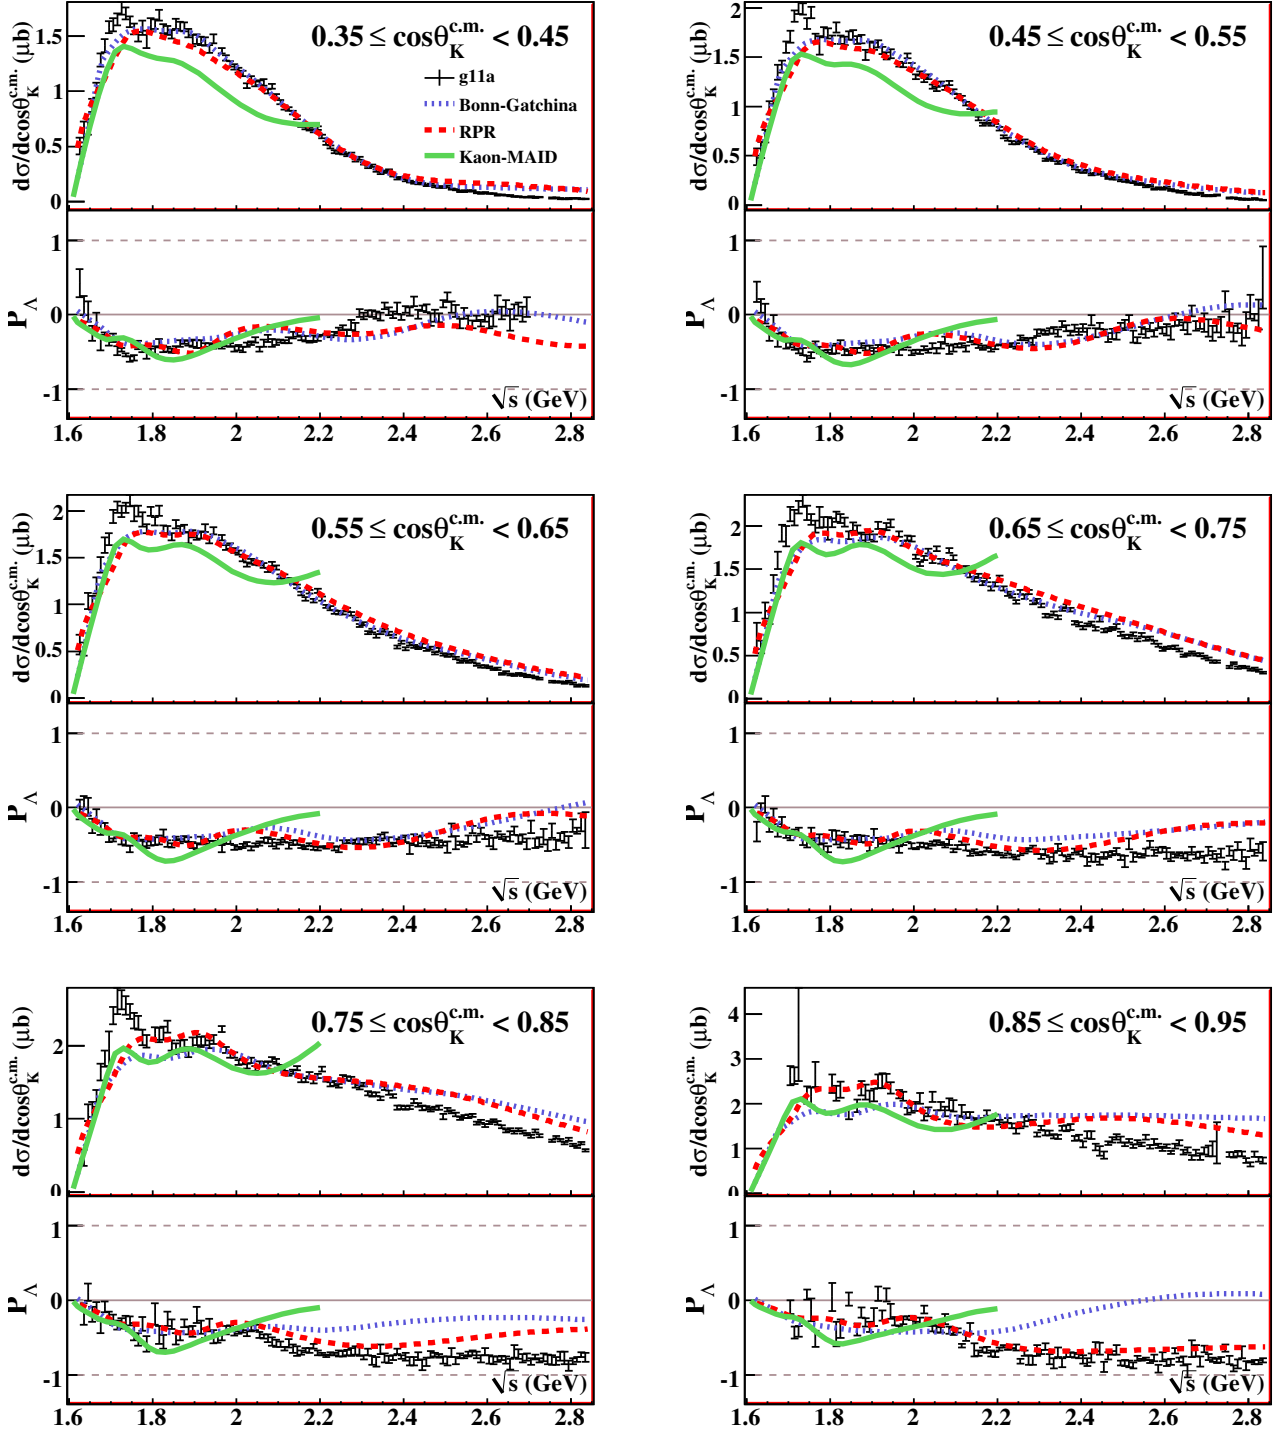 dσ/dcosθ_K^{c.m.} (μb)
1.5
1
0.5
0
0.35 ≤ cosθ_K^{c.m.} < 0.45
g11a
Bonn-Gatchina
RPR
Kaon-MAID
P_Λ
1
0
-1
√s (GeV)
1.6 1.8 2 2.2 2.4 2.6 2.8
dσ/dcosθ_K^{c.m.} (μb)
2
1.5
1
0.5
0
0.45 ≤ cosθ_K^{c.m.} < 0.55
P_Λ
1
0
-1
√s (GeV)
1.6 1.8 2 2.2 2.4 2.6 2.8
dσ/dcosθ_K^{c.m.} (μb)
2
1.5
1
0.5
0
0.55 ≤ cosθ_K^{c.m.} < 0.65
P_Λ
1
0
-1
√s (GeV)
1.6 1.8 2 2.2 2.4 2.6 2.8
dσ/dcosθ_K^{c.m.} (μb)
2
1.5
1
0.5
0
0.65 ≤ cosθ_K^{c.m.} < 0.75
P_Λ
1
0
-1
√s (GeV)
1.6 1.8 2 2.2 2.4 2.6 2.8
dσ/dcosθ_K^{c.m.} (μb)
2
1
0
0.75 ≤ cosθ_K^{c.m.} < 0.85
P_Λ
1
0
-1
√s (GeV)
1.6 1.8 2 2.2 2.4 2.6 2.8
dσ/dcosθ_K^{c.m.} (μb)
4
3
2
1
0
0.85 ≤ cosθ_K^{c.m.} < 0.95
P_Λ
1
0
-1
√s (GeV)
1.6 1.8 2 2.2 2.4 2.6 2.8